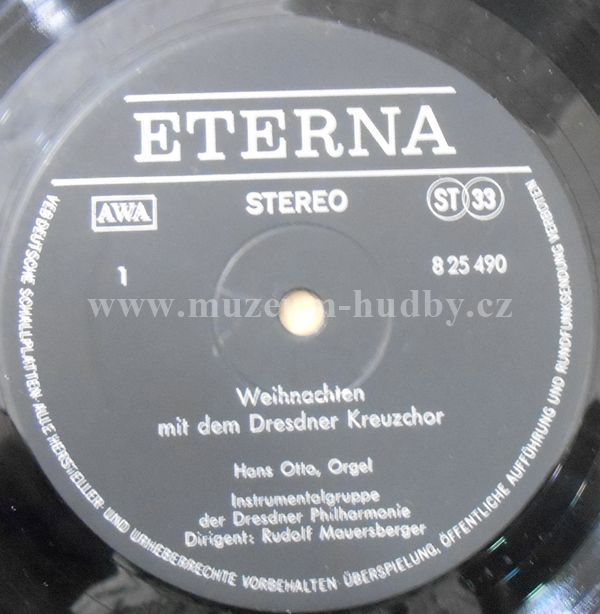 ETERNA
AWA
STEREO
ST 33
1
8 25 490
www.muzeum-hudby.cz
Weihnachten
mit dem Dresdner Kreuzchor
Hans Otto, Orgel
Instrumentalgruppe
der Dresdner Philharmonie
Dirigent: Rudolf Mauersberger
VEB DEUTSCHE SCHALLPLATTEN · ALLE HERSTELLER- UND URHEBERRECHTE VORBEHALTEN · ÜBERSPIELUNG, ÖFFENTLICHE AUFFÜHRUNG UND RUNDFUNKSENDUNG VERBOTEN